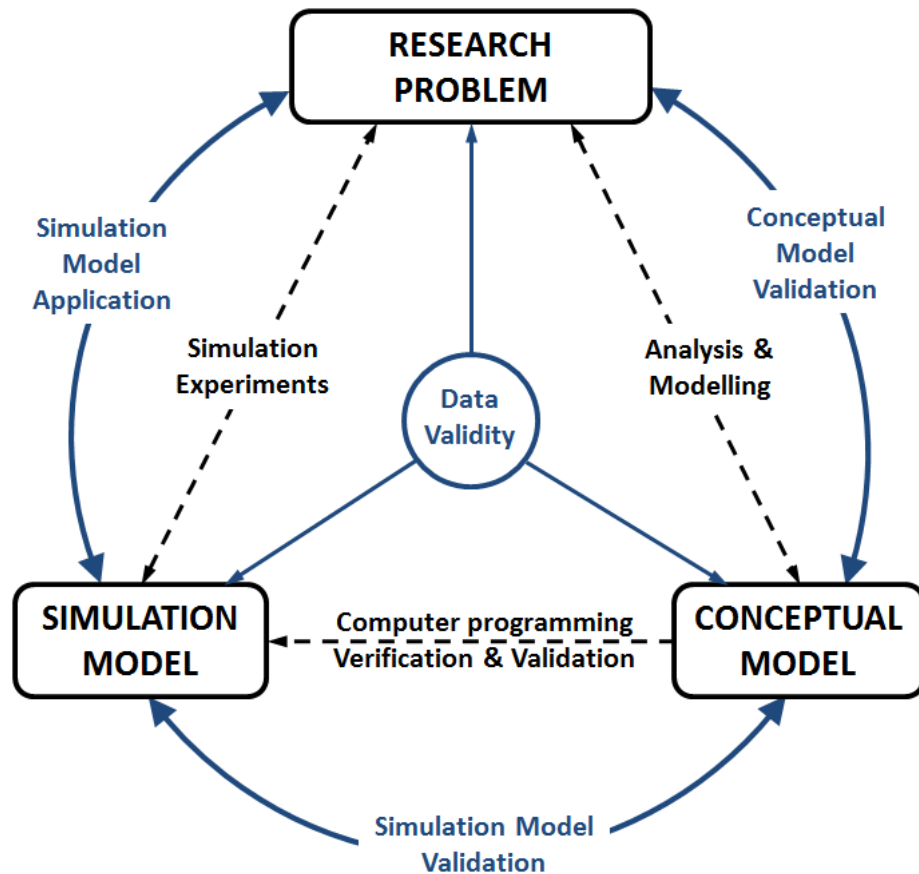 RESEARCH
PROBLEM
Simulation
Model
Application
Conceptual
Model
Validation
Simulation
Experiments
Analysis &
Modelling
Data
Validity
SIMULATION
MODEL
Computer programming
Verification & Validation
CONCEPTUAL
MODEL
Simulation Model
Validation